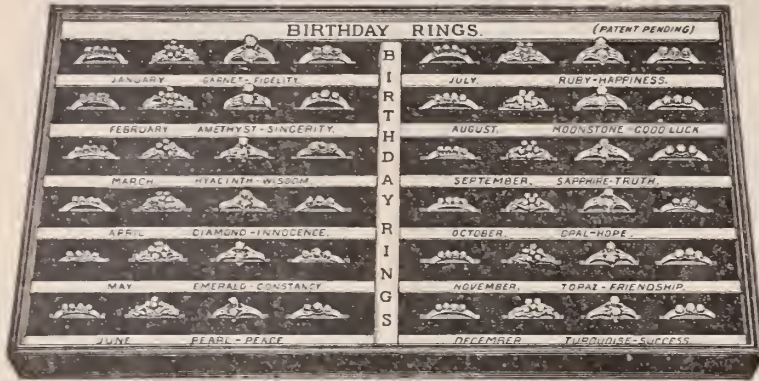 BIRTHDAY RINGS. (PATENT PENDING)
JANUARY GARNET-FIDELITY.
FEBRUARY AMETHYST-SINCERITY.
MARCH HYACINTH-WISDOM.
APRIL DIAMOND-INNOCENCE.
MAY EMERALD-CONSTANCY
JUNE PEARL-PEACE
BIRTHDAY RINGS
JULY. RUBY-HAPPINESS.
AUGUST. MOONSTONE-GOOD LUCK
SEPTEMBER. SAPPHIRE-TRUTH.
OCTOBER. OPAL-HOPE.
NOVEMBER. TOPAZ-FRIENDSHIP.
DECEMBER TURQUOISE-SUCCESS.